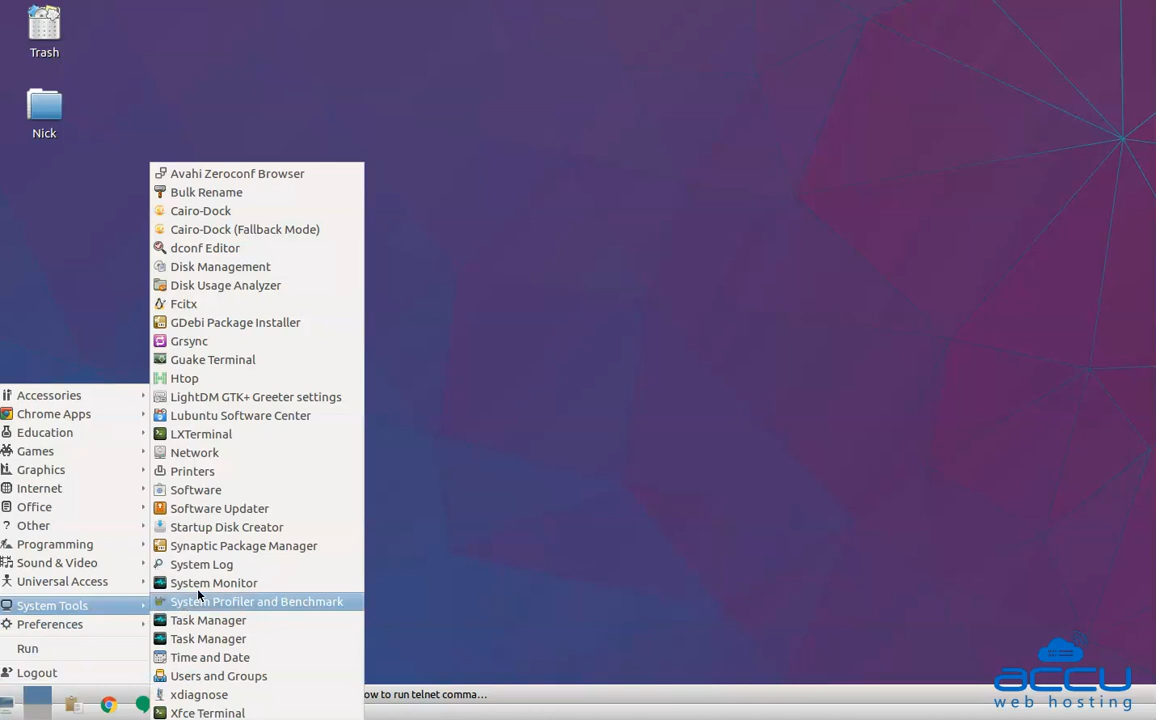 Trash
Nick
Avahi Zeroconf Browser
Bulk Rename
Cairo-Dock
Cairo-Dock (Fallback Mode)
dconf Editor
Disk Management
Disk Usage Analyzer
Fcitx
GDebi Package Installer
Grsync
Guake Terminal
Htop
LightDM GTK+ Greeter settings
Lubuntu Software Center
LXTerminal
Network
Printers
Software
Software Updater
Startup Disk Creator
Synaptic Package Manager
System Log
System Monitor
System Profiler and Benchmark
Task Manager
Task Manager
Time and Date
Users and Groups
xdiagnose
Xfce Terminal
Accessories
Chrome Apps
Education
Games
Graphics
Internet
Office
Other
Programming
Sound & Video
Universal Access
System Tools
Preferences
Run
Logout
ow to run telnet comma...
accu
web hosting